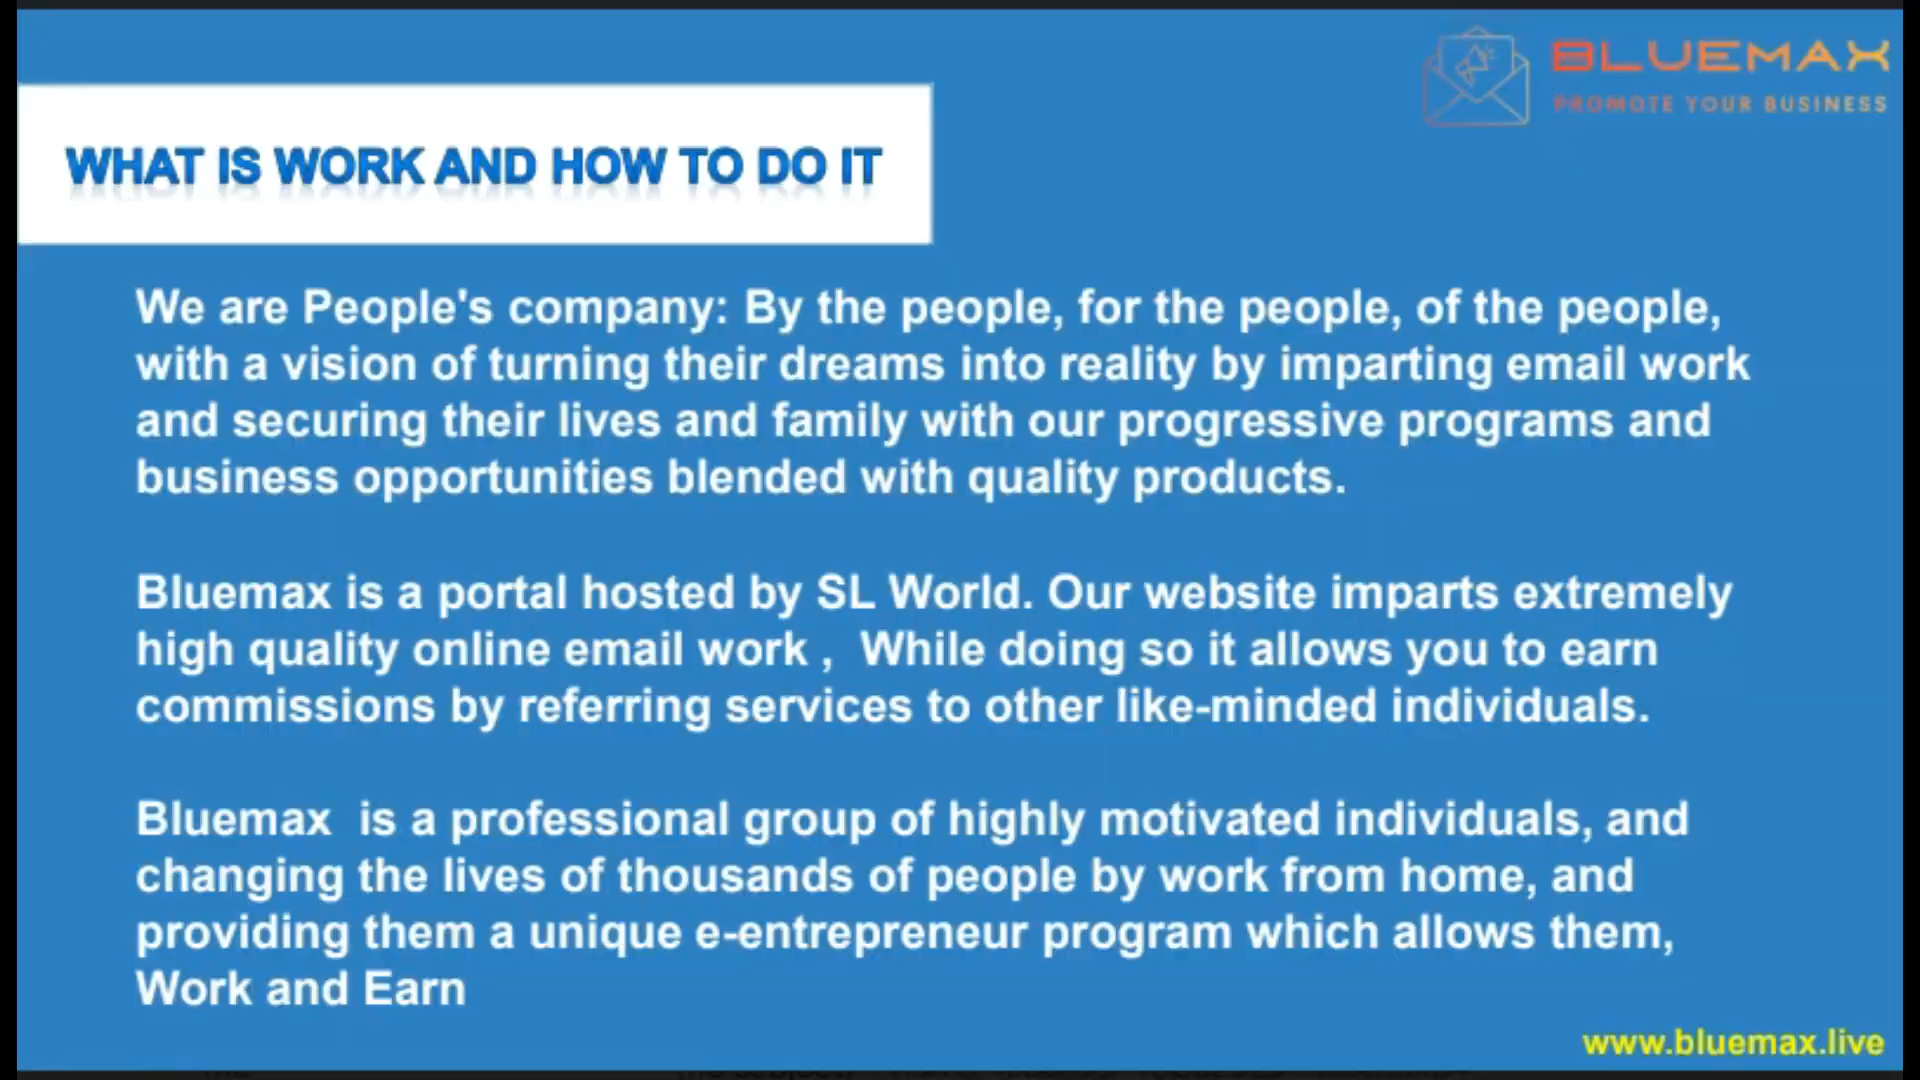 BLUEMAX
PROMOTE YOUR BUSINESS
WHAT IS WORK AND HOW TO DO IT
We are People's company: By the people, for the people, of the people,
with a vision of turning their dreams into reality by imparting email work
and securing their lives and family with our progressive programs and
business opportunities blended with quality products.
Bluemax is a portal hosted by SL World. Our website imparts extremely
high quality online email work , While doing so it allows you to earn
commissions by referring services to other like-minded individuals.
Bluemax is a professional group of highly motivated individuals, and
changing the lives of thousands of people by work from home, and
providing them a unique e-entrepreneur program which allows them,
Work and Earn
www.bluemax.live